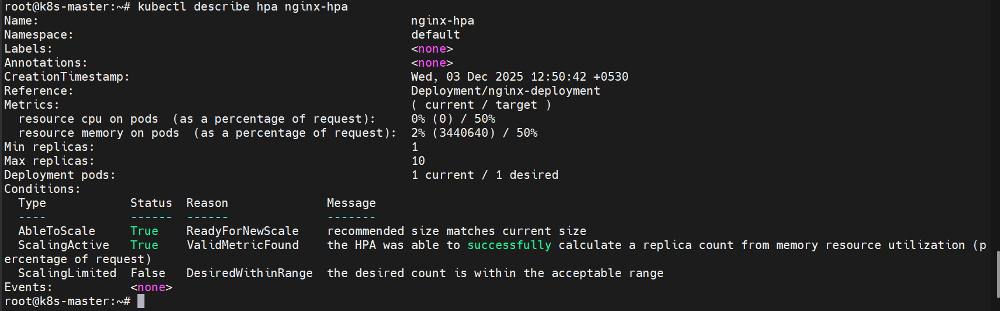 root@k8s-master:~# kubectl describe hpa nginx-hpa
Name:                                                     nginx-hpa
Namespace:                                                default
Labels:                                                   <none>
Annotations:                                              <none>
CreationTimestamp:                                        Wed, 03 Dec 2025 12:50:42 +0530
Reference:                                                Deployment/nginx-deployment
Metrics:                                                  ( current / target )
  resource cpu on pods  (as a percentage of request):     0% (0) / 50%
  resource memory on pods  (as a percentage of request):  2% (3440640) / 50%
Min replicas:                                             1
Max replicas:                                             10
Deployment pods:                                          1 current / 1 desired
Conditions:
  Type            Status  Reason              Message
  ----            ------  ------              -------
  AbleToScale     True    ReadyForNewScale    recommended size matches current size
  ScalingActive   True    ValidMetricFound    the HPA was able to successfully calculate a replica count from memory resource utilization (p
ercentage of request)
  ScalingLimited  False   DesiredWithinRange  the desired count is within the acceptable range
Events:           <none>
root@k8s-master:~#